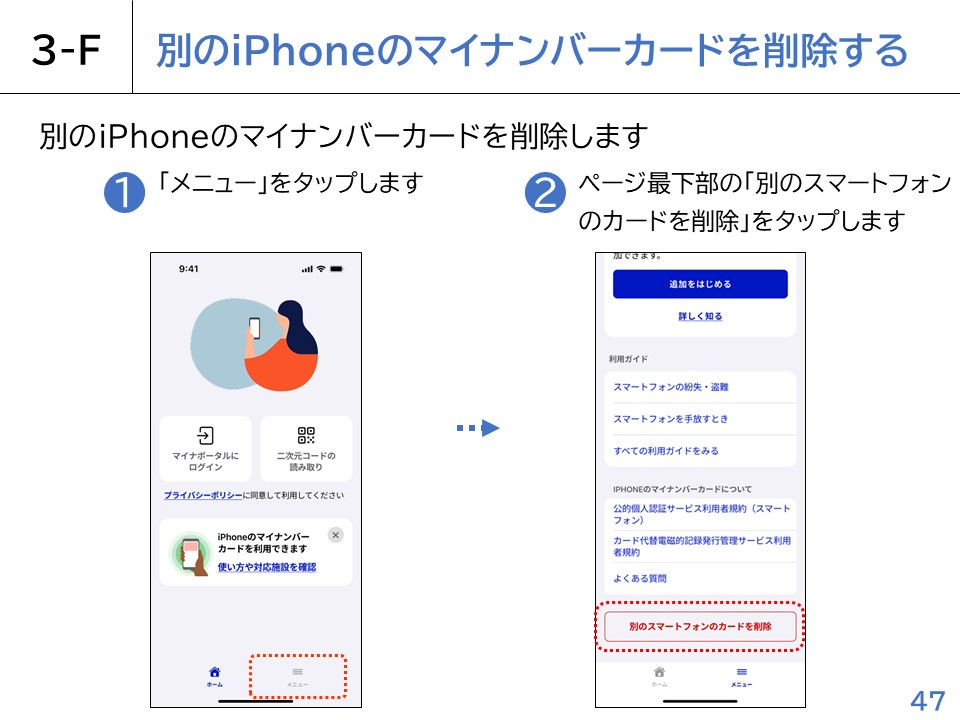 3-F
別のiPhoneのマイナンバーカードを削除する
別のiPhoneのマイナンバーカードを削除します
1
「メニュー」をタップします
9:41
マイナポータルに
ログイン
二次元コードの
読み取り
プライバシーポリシーに同意して利用してください
iPhoneのマイナンバー
カードを利用できます
使い方や対応施設を確認
ホーム
メニュー
2
ページ最下部の「別のスマートフォン
のカードを削除」をタップします
加できます。
追加をはじめる
詳しく知る
利用ガイド
スマートフォンの紛失・盗難
スマートフォンを手放すとき
すべての利用ガイドをみる
IPHONEのマイナンバーカードについて
公的個人認証サービス利用者規約（スマート
フォン）
カード代替電磁的記録発行管理サービス利用
者規約
よくある質問
別のスマートフォンのカードを削除
ホーム
メニュー
47